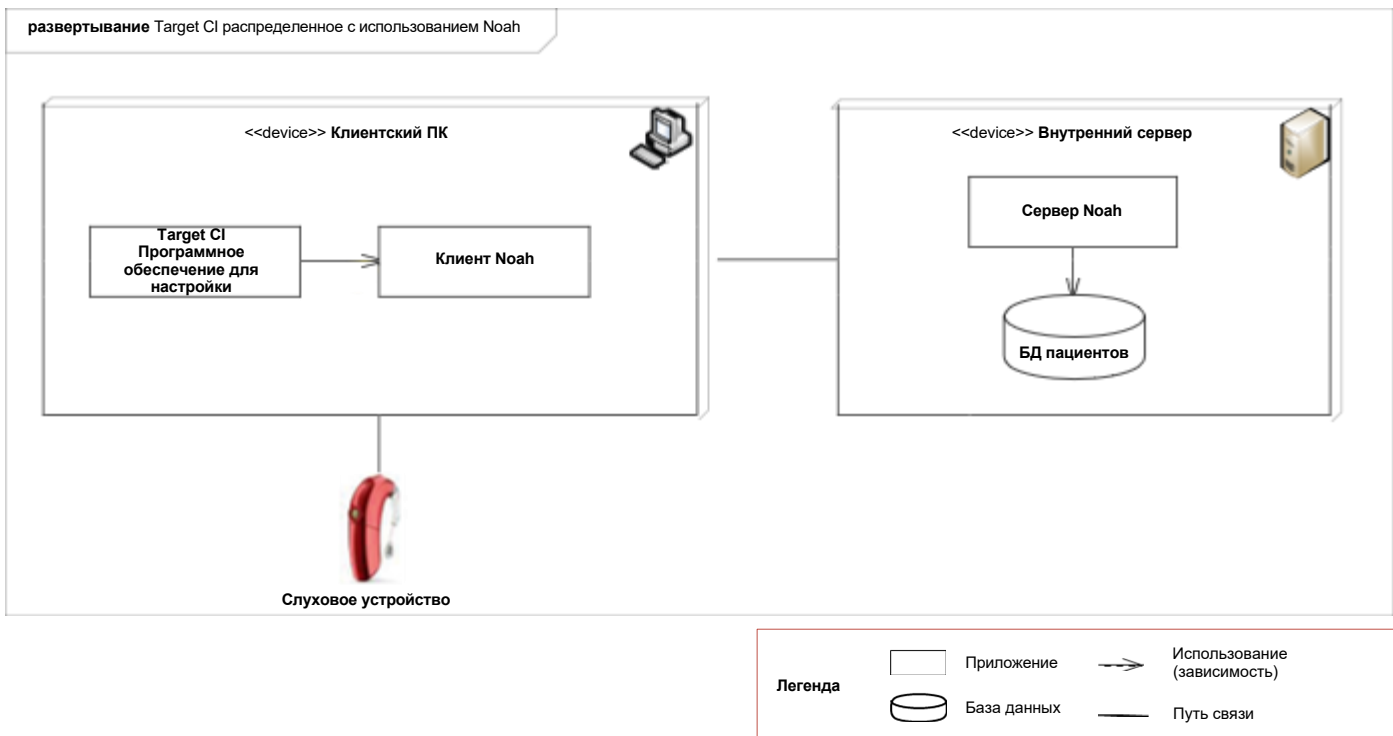 развертывание Target CI распределенное с использованием Noah
<<device>> Клиентский ПК
Target CI
Программное
обеспечение для
настройки
Клиент Noah
<<device>> Внутренний сервер
Сервер Noah
БД пациентов
Слуховое устройство
Легенда
Приложение
Использование
(зависимость)
База данных
Путь связи